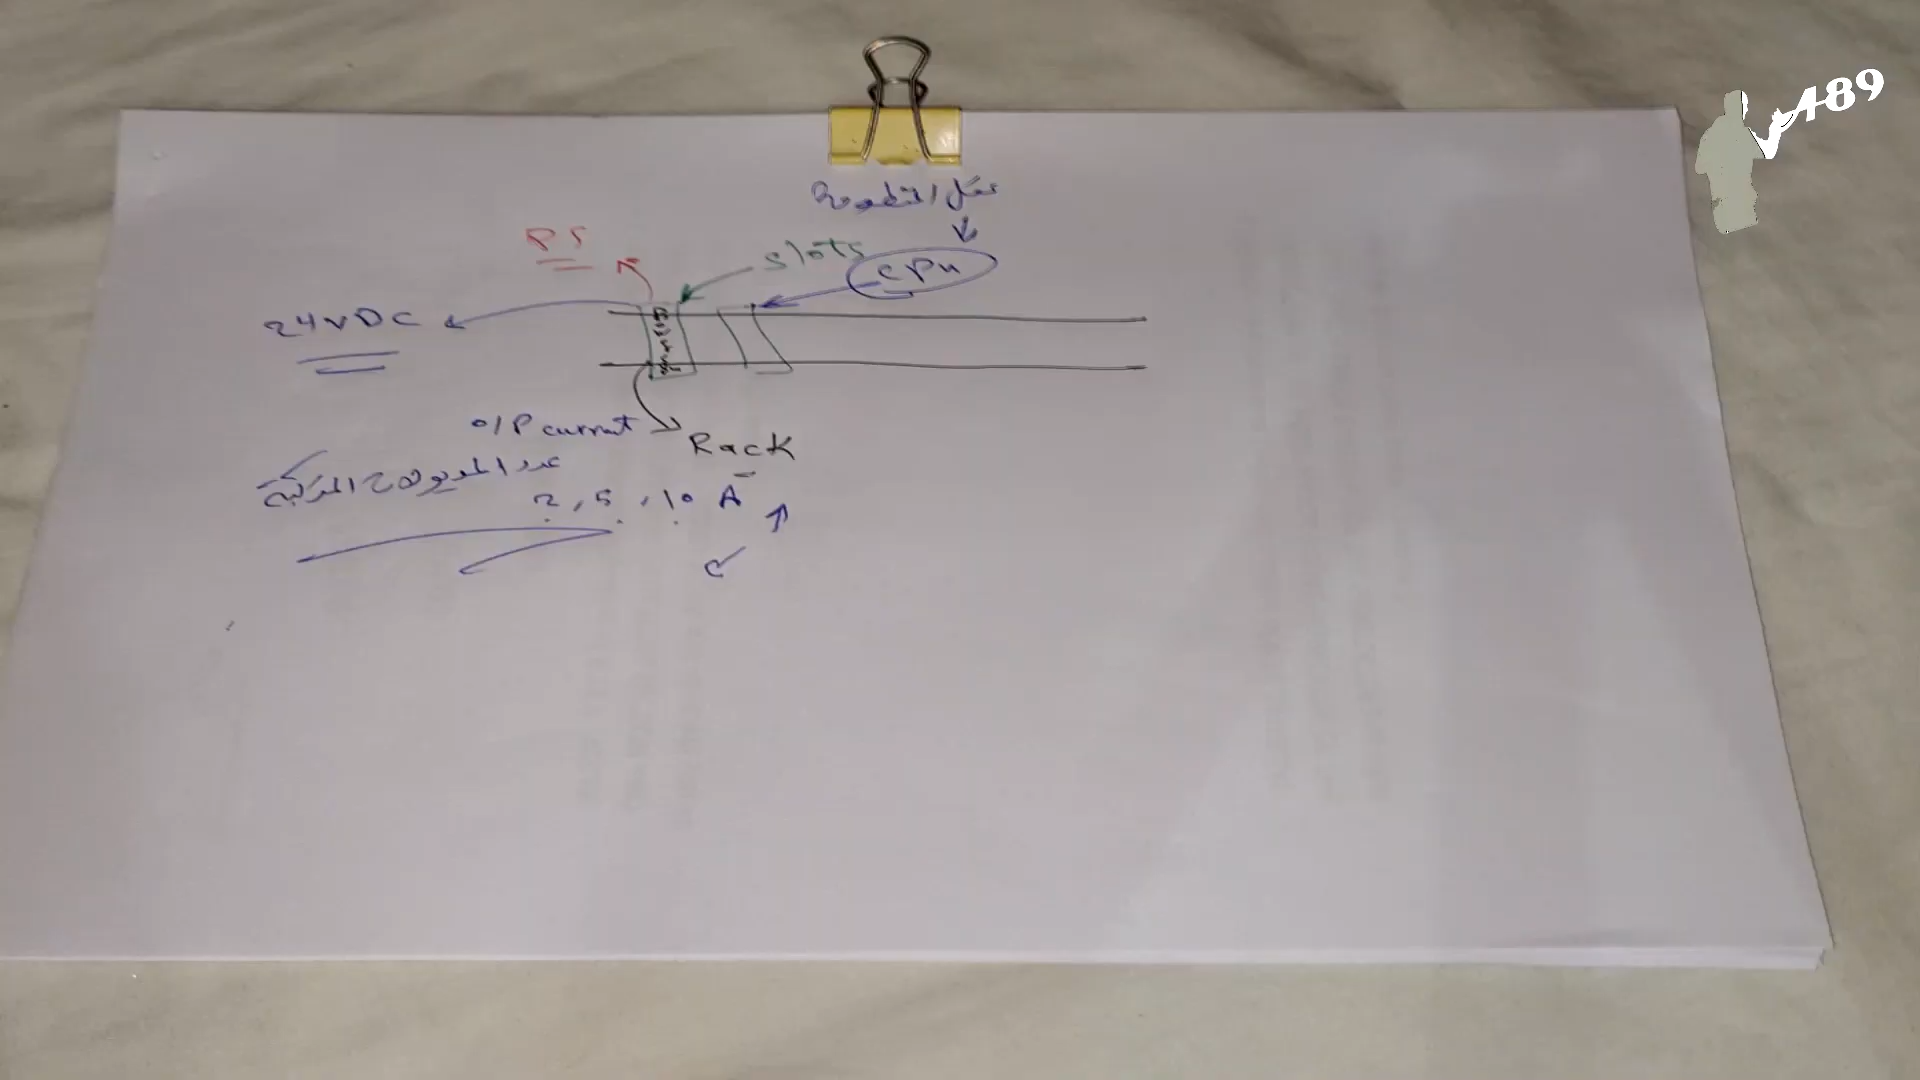 489
عقل المنظومة
PS
slots
CPU
24VDC
O/P current
Rack
عدد الموديولات المركبة
2, 5, 10 A